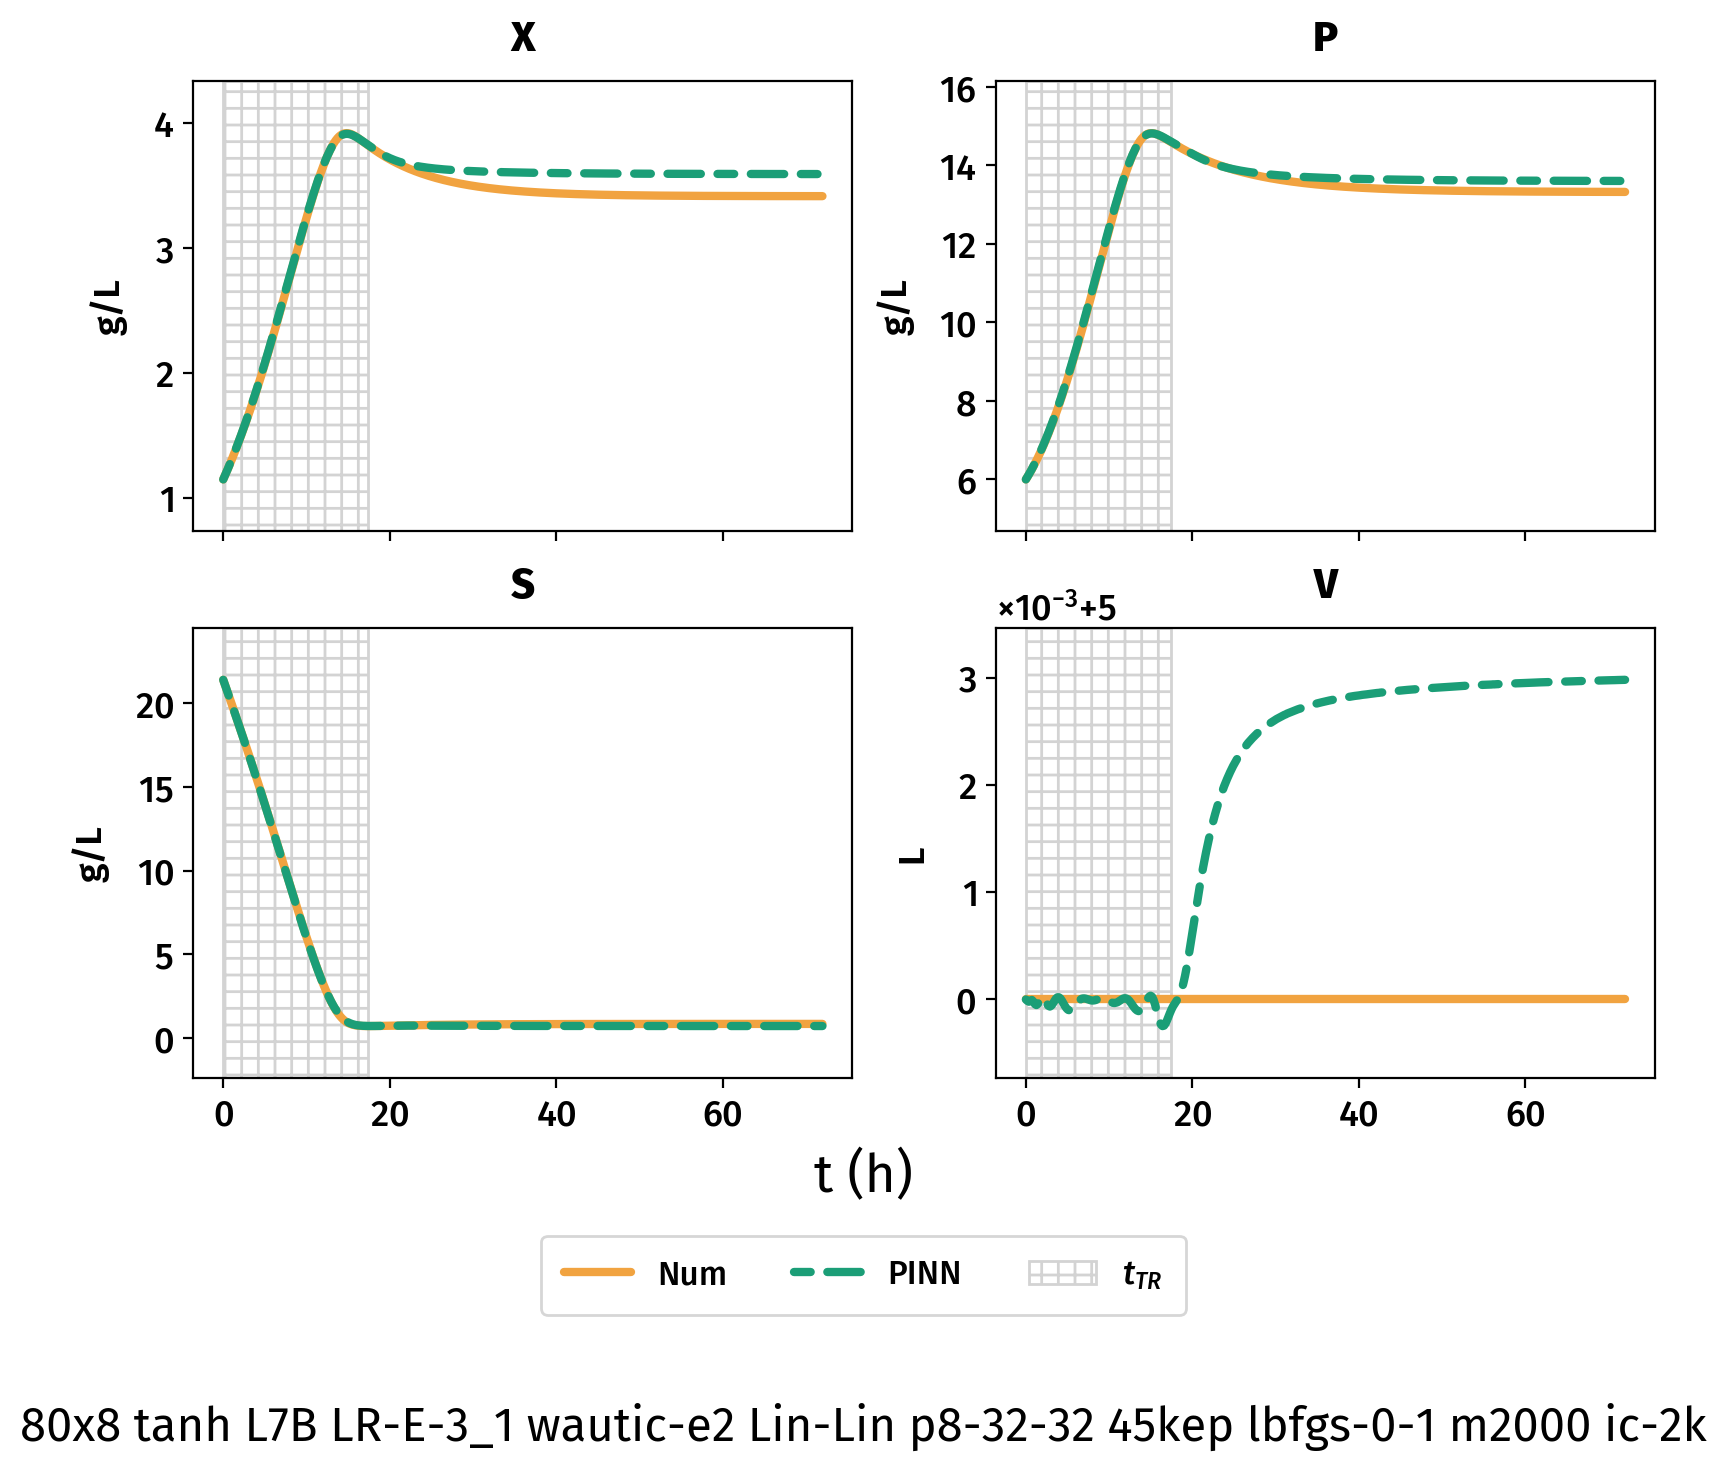 X
P
4
3
2
1
g/L
16
14
12
10
8
6
g/L
S
V
×10⁻³+5
20
15
10
5
0
g/L
3
2
1
0
L
0 20 40 60
0 20 40 60
t (h)
Num PINN t_TR
80x8 tanh L7B LR-E-3_1 wautic-e2 Lin-Lin p8-32-32 45kep lbfgs-0-1 m2000 ic-2k